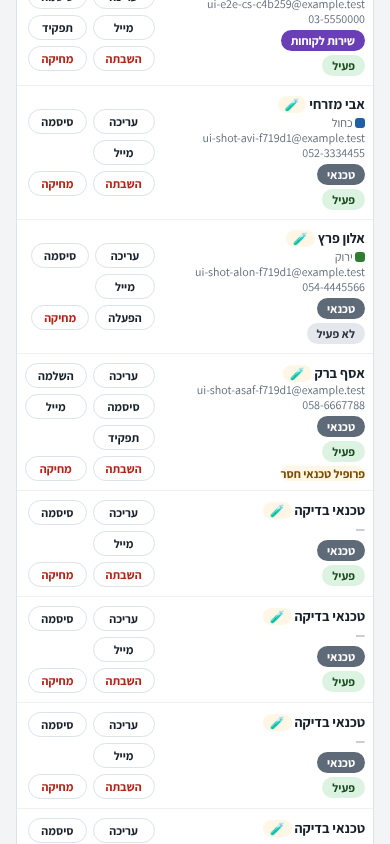 ui-e2e-cs-c4b259@example.test
03-5550000
שירות לקוחות
פעיל
מייל
תפקיד
השבתה
מחיקה
אבי מזרחי
כחול
ui-shot-avi-f719d1@example.test
052-3334455
טכנאי
פעיל
עריכה
סיסמה
מייל
השבתה
מחיקה
אלון פרץ
ירוק
ui-shot-alon-f719d1@example.test
054-4445566
טכנאי
לא פעיל
עריכה
סיסמה
מייל
הפעלה
מחיקה
אסף ברק
ui-shot-asaf-f719d1@example.test
058-6667788
טכנאי
פעיל
פרופיל טכנאי חסר
עריכה
השלמה
סיסמה
מייל
תפקיד
השבתה
מחיקה
טכנאי בדיקה
—
טכנאי
פעיל
עריכה
סיסמה
מייל
השבתה
מחיקה
טכנאי בדיקה
—
טכנאי
פעיל
עריכה
סיסמה
מייל
השבתה
מחיקה
טכנאי בדיקה
—
טכנאי
פעיל
עריכה
סיסמה
מייל
השבתה
מחיקה
טכנאי בדיקה
עריכה
סיסמה